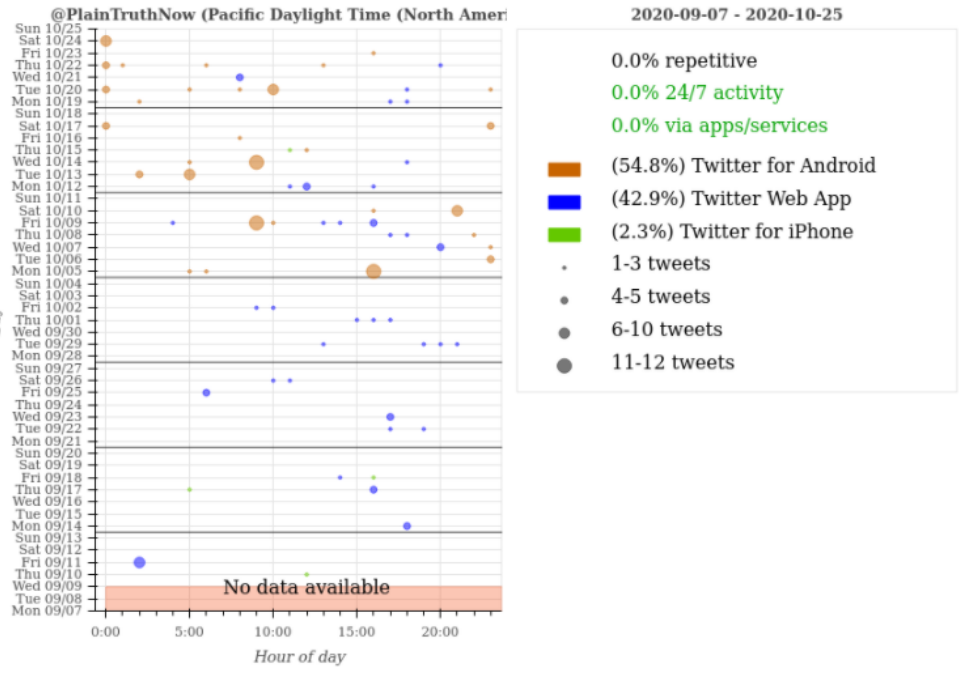 @PlainTruthNow (Pacific Daylight Time (North Amer
2020-09-07 - 2020-10-25
Sun 10/25
Sat 10/24
Fri 10/23
Thu 10/22
Wed 10/21
Tue 10/20
Mon 10/19
Sun 10/18
Sat 10/17
Fri 10/16
Thu 10/15
Wed 10/14
Tue 10/13
Mon 10/12
Sun 10/11
Sat 10/10
Fri 10/09
Thu 10/08
Wed 10/07
Tue 10/06
Mon 10/05
Sun 10/04
Sat 10/03
Fri 10/02
Thu 10/01
Wed 09/30
Tue 09/29
Mon 09/28
Sun 09/27
Sat 09/26
Fri 09/25
Thu 09/24
Wed 09/23
Tue 09/22
Mon 09/21
Sun 09/20
Sat 09/19
Fri 09/18
Thu 09/17
Wed 09/16
Tue 09/15
Mon 09/14
Sun 09/13
Sat 09/12
Fri 09/11
Thu 09/10
Wed 09/09
Tue 09/08
Mon 09/07
No data available
0:00 5:00 10:00 15:00 20:00
Hour of day
0.0% repetitive
0.0% 24/7 activity
0.0% via apps/services
(54.8%) Twitter for Android
(42.9%) Twitter Web App
(2.3%) Twitter for iPhone
1-3 tweets
4-5 tweets
6-10 tweets
11-12 tweets